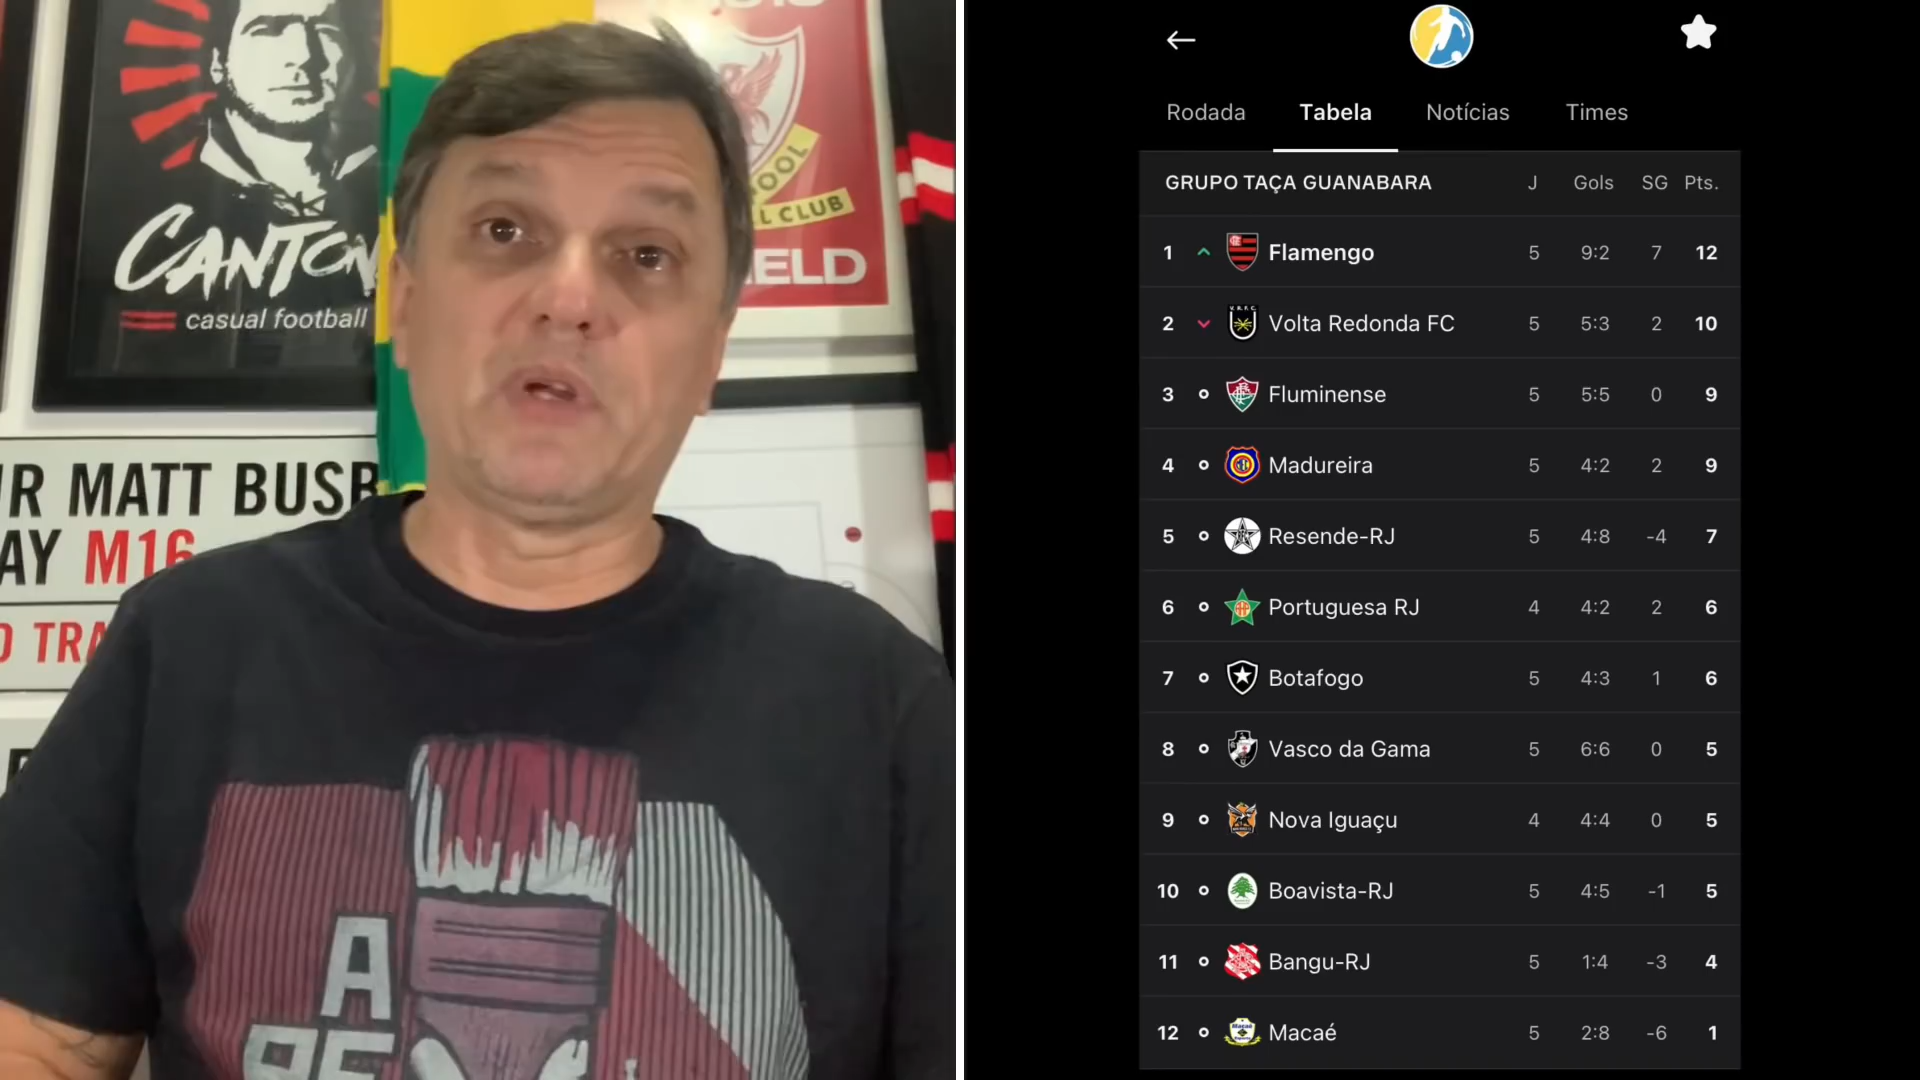 CANTON
casual football
OOL
L CLUB
IELD
IR MATT BUSB
AY M16
D TRA
A
Rodada Tabela Notícias Times
GRUPO TAÇA GUANABARA J Gols SG Pts.
1 Flamengo 5 9:2 7 12
2 Volta Redonda FC 5 5:3 2 10
3 Fluminense 5 5:5 0 9
4 Madureira 5 4:2 2 9
5 Resende-RJ 5 4:8 -4 7
6 Portuguesa RJ 4 4:2 2 6
7 Botafogo 5 4:3 1 6
8 Vasco da Gama 5 6:6 0 5
9 Nova Iguaçu 4 4:4 0 5
10 Boavista-RJ 5 4:5 -1 5
11 Bangu-RJ 5 1:4 -3 4
12 Macaé 5 2:8 -6 1